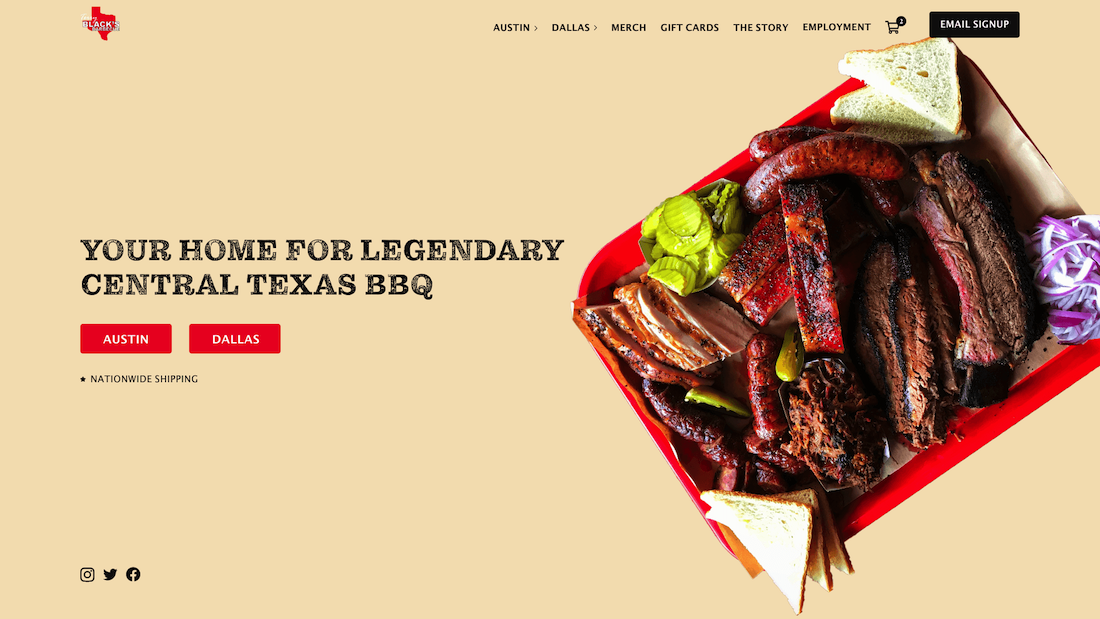 BLACK'S
BARBECUE
AUSTIN
DALLAS
MERCH
GIFT CARDS
THE STORY
EMPLOYMENT
2
EMAIL SIGNUP
YOUR HOME FOR LEGENDARY
CENTRAL TEXAS BBQ
AUSTIN
DALLAS
NATIONWIDE SHIPPING